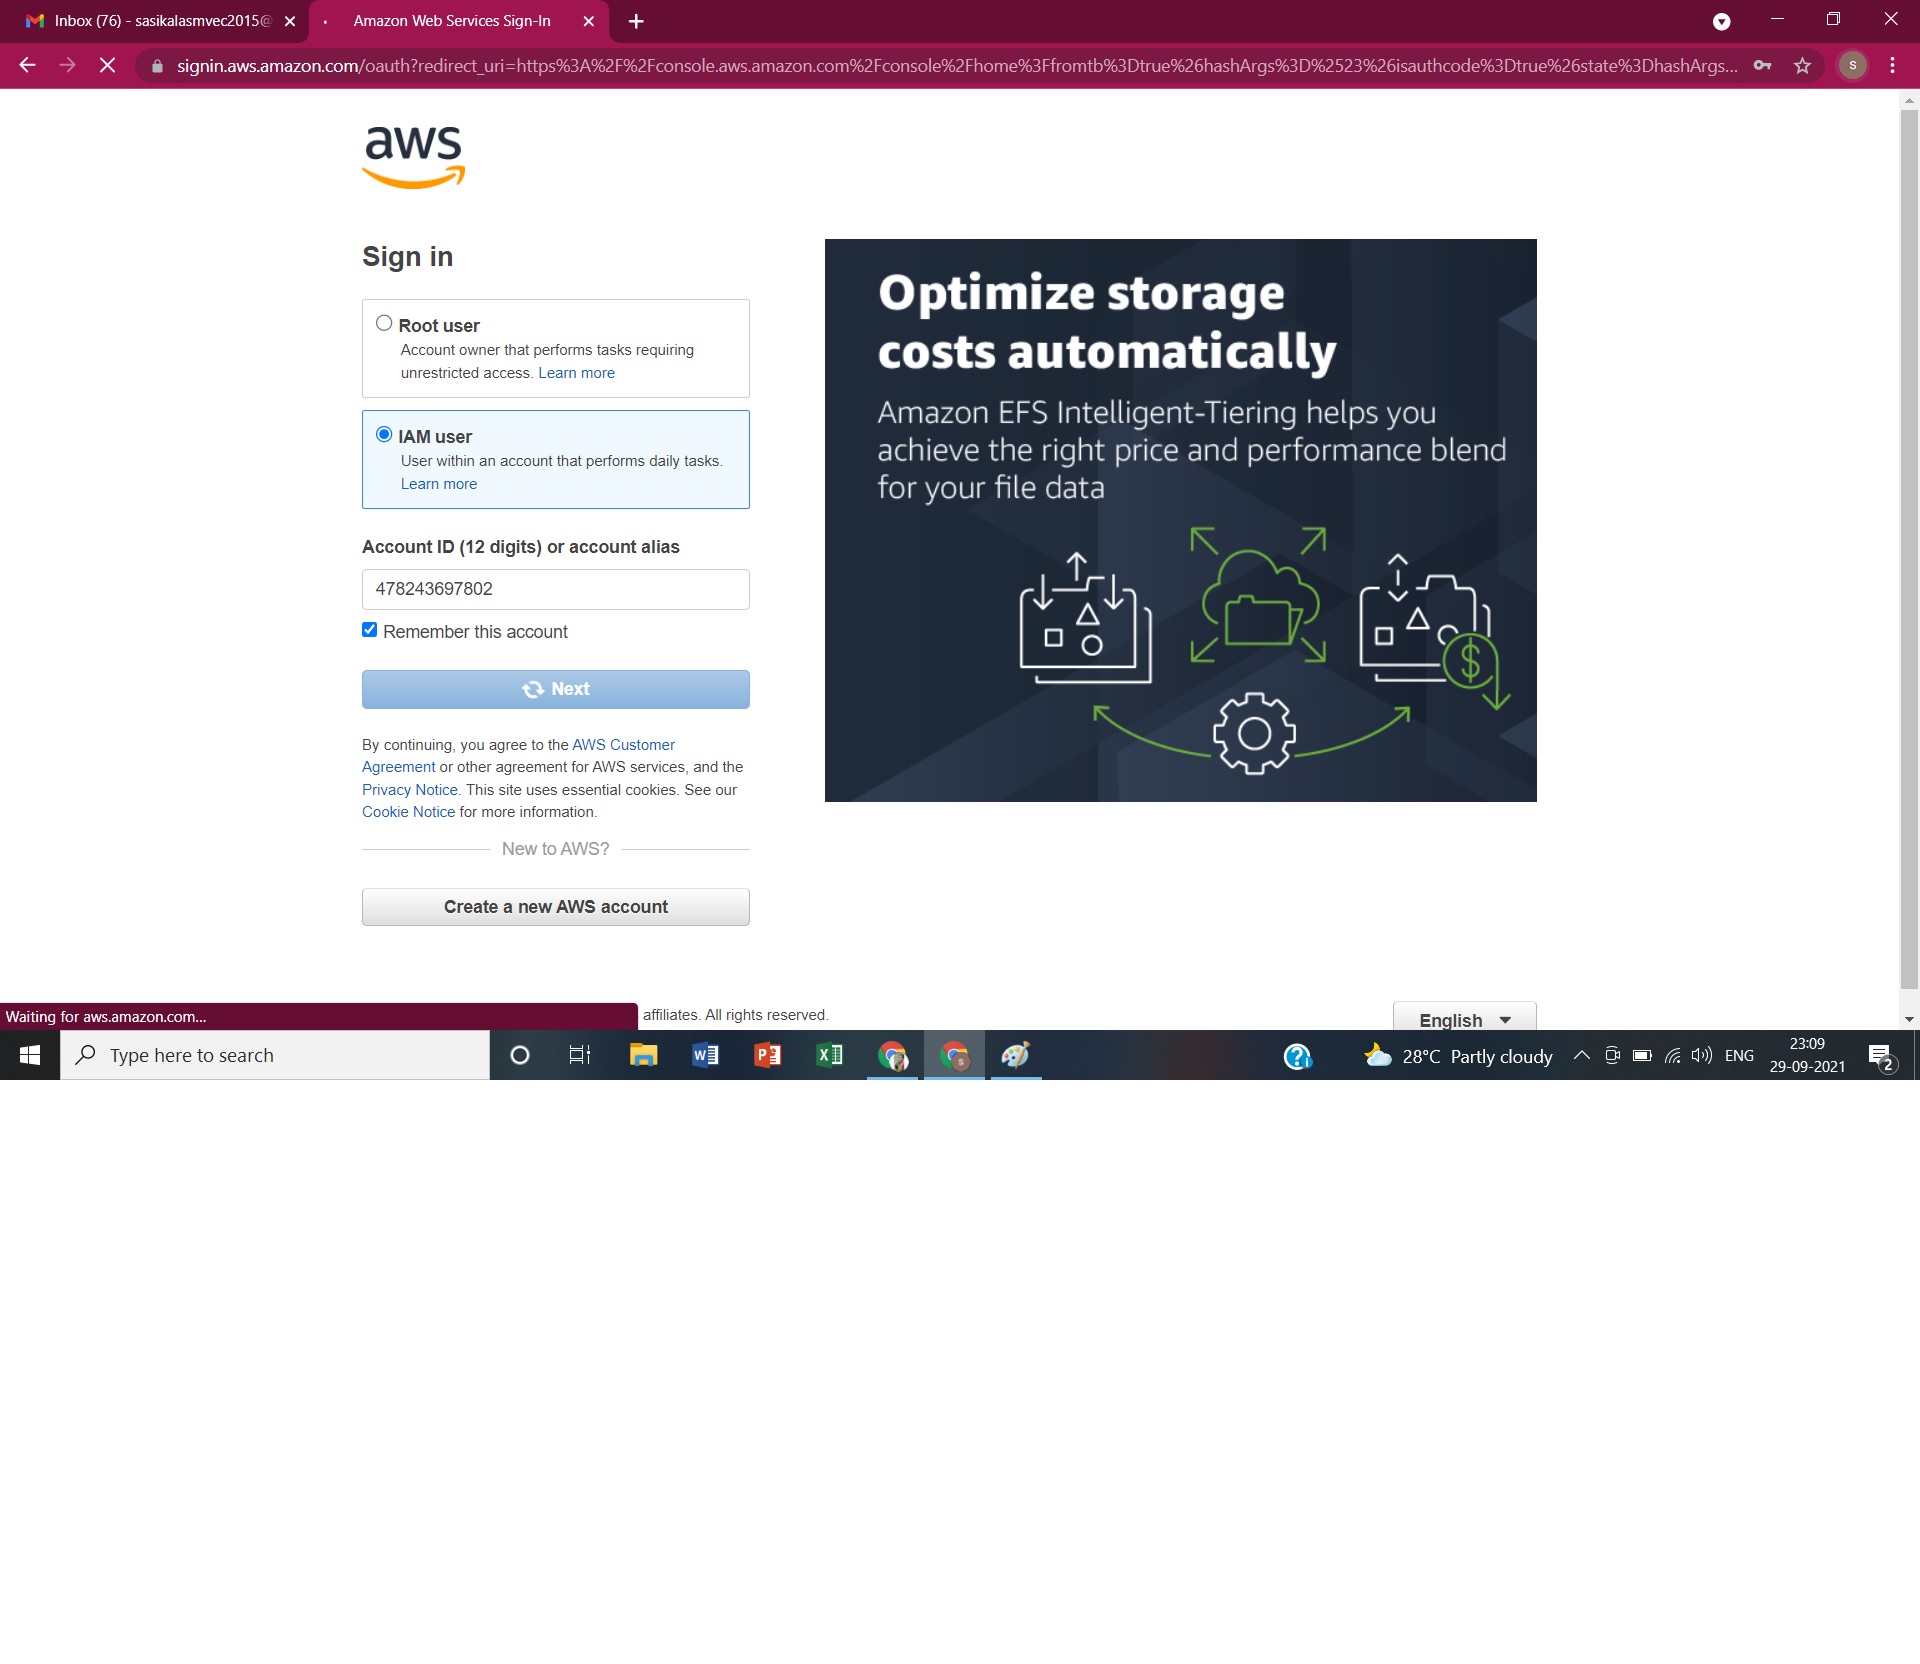 Inbox (76) - sasikalasmvec2015@
Amazon Web Services Sign-In
signin.aws.amazon.com/oauth?redirect_uri=https%3A%2F%2Fconsole.aws.amazon.com%2Fconsole%2Fhome%3Ffromtb%3Dtrue%26hashArgs%3D%2523%26isauthcode%3Dtrue%26state%3DhashArgs...
S
aws
Sign in
Root user
Account owner that performs tasks requiring
unrestricted access. Learn more
IAM user
User within an account that performs daily tasks.
Learn more
Account ID (12 digits) or account alias
478243697802
Remember this account
Next
By continuing, you agree to the AWS Customer
Agreement or other agreement for AWS services, and the
Privacy Notice. This site uses essential cookies. See our
Cookie Notice for more information.
New to AWS?
Create a new AWS account
Optimize storage
costs automatically
Amazon EFS Intelligent-Tiering helps you
achieve the right price and performance blend
for your file data
$
Waiting for aws.amazon.com...
affiliates. All rights reserved.
English
Type here to search
28°C Partly cloudy
ENG
23:09
29-09-2021
2